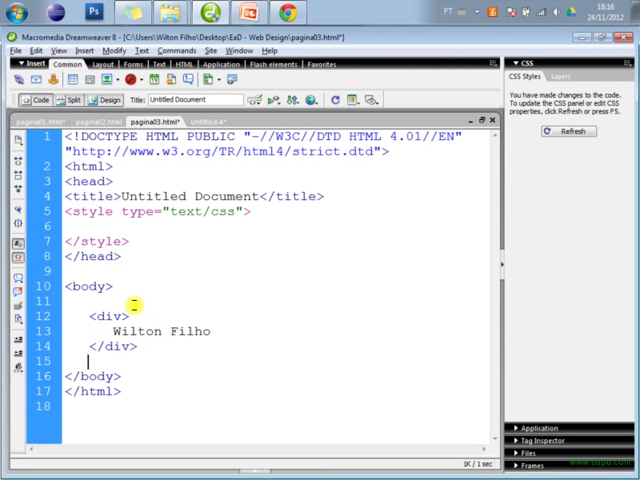 PT
18:16
24/11/2012
Macromedia Dreamweaver 8 - [C:\Users\Wilton Filho\Desktop\EaD - Web Design\pagina03.html*]
File Edit View Insert Modify Text Commands Site Window Help
Insert Common Layout Forms Text HTML Application Flash elements Favorites
Code Split Design Title: Untitled Document
pagina01.html* pagina02.html pagina03.html* Untitled-4*
1 <!DOCTYPE HTML PUBLIC "-//W3C//DTD HTML 4.01//EN"
"http://www.w3.org/TR/html4/strict.dtd">
2 <html>
3 <head>
4 <title>Untitled Document</title>
5 <style type="text/css">
6
7 </style>
8 </head>
9
10 <body>
11
12 <div>
13 Wilton Filho
14 </div>
15
16 </body>
17 </html>
18
1K / 1 sec
CSS
CSS Styles Layers
You have made changes to the code.
To update the CSS panel or edit CSS
properties, click Refresh or press F5.
Refresh
Application
Tag Inspector
Files
Frames